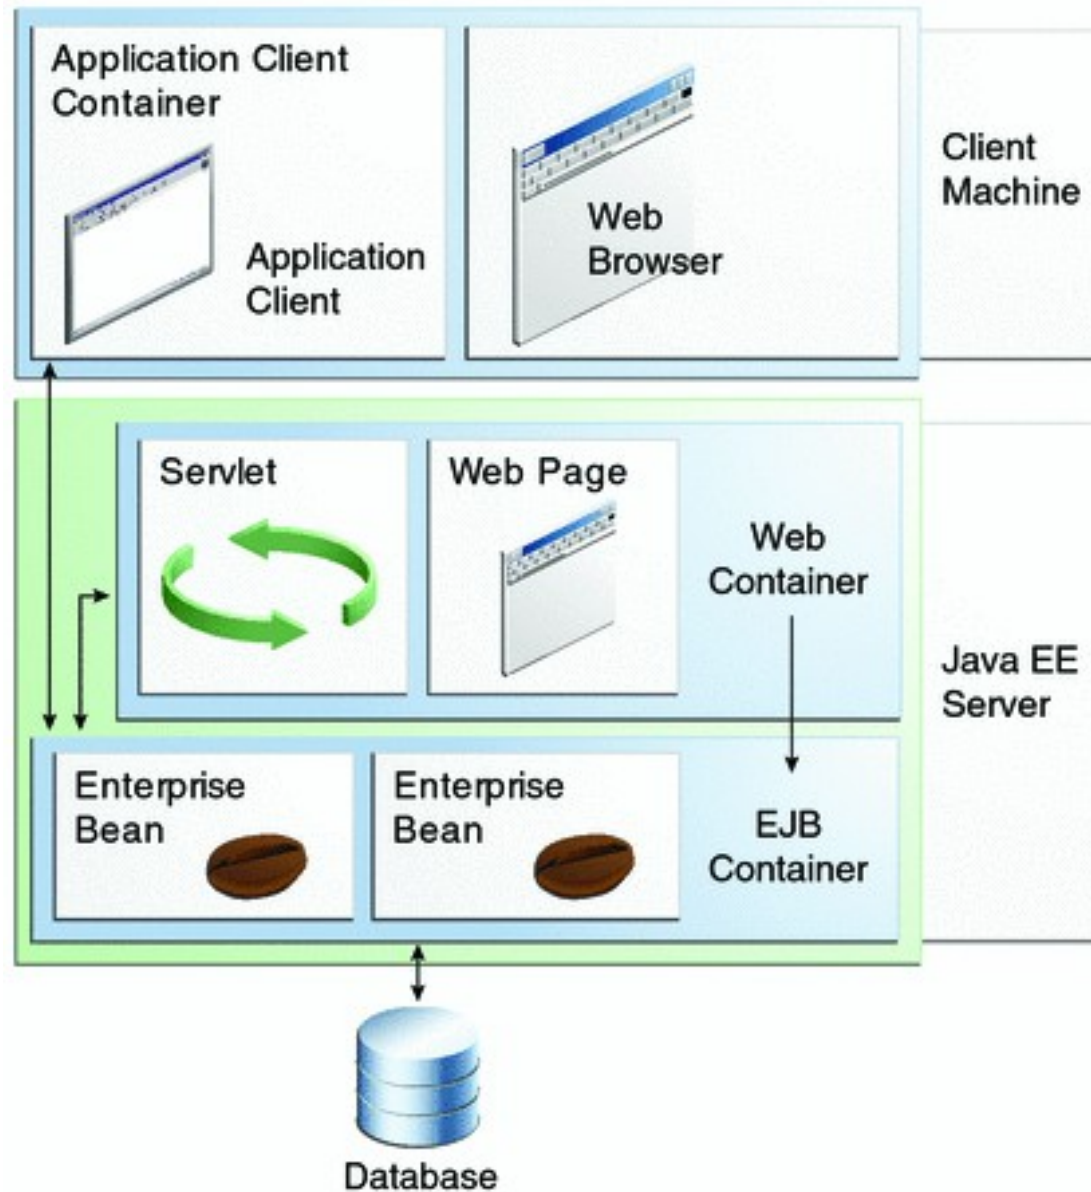 Application Client
Container
Application
Client
Web
Browser
Client
Machine
Servlet
Web Page
Web
Container
Java EE
Server
Enterprise
Bean
Enterprise
Bean
EJB
Container
Database